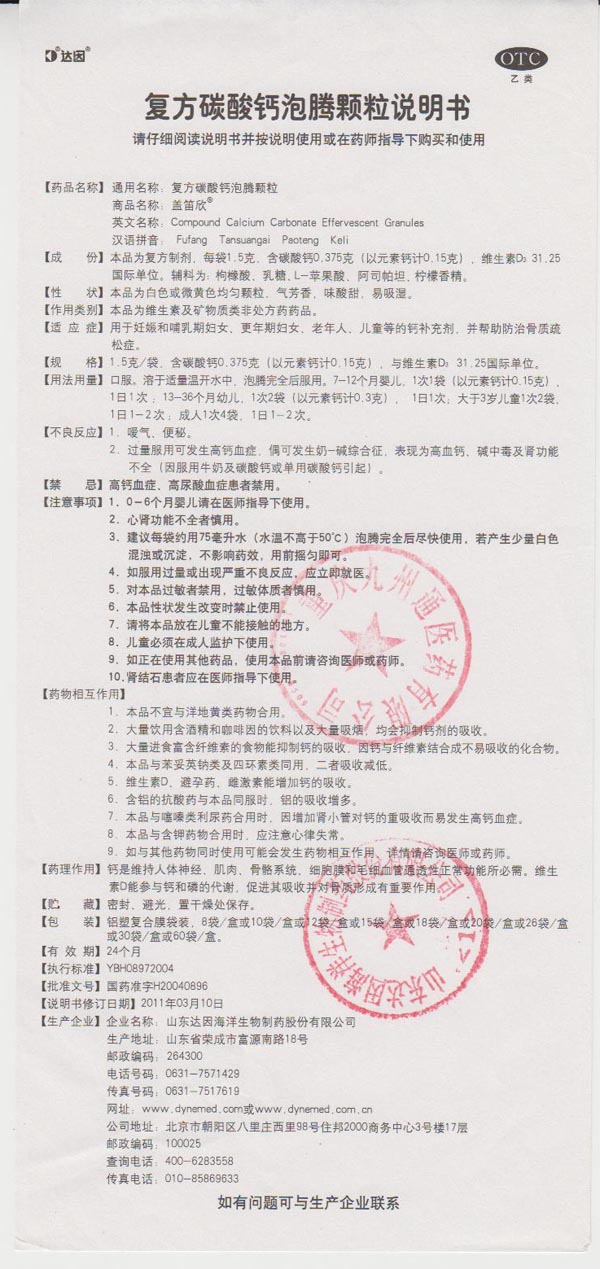 达因®
OTC
乙类
复方碳酸钙泡腾颗粒说明书
请仔细阅读说明书并按说明使用或在药师指导下购买和使用
【药品名称】通用名称：复方碳酸钙泡腾颗粒
商品名称：盖笛欣®
英文名称：Compound Calcium Carbonate Effervescent Granules
汉语拼音：Fufang Tansuangai Paoteng Keli
【成 份】本品为复方制剂，每袋1.5克，含碳酸钙0.375克（以元素钙计0.15克），维生素D₃ 31.25
国际单位。辅料为：枸橼酸、乳糖、L-苹果酸、阿司帕坦、柠檬香精。
【性 状】本品为白色或微黄色均匀颗粒，气芳香，味酸甜，易吸湿。
【作用类别】本品为维生素及矿物质类非处方药药品。
【适 应 症】用于妊娠和哺乳期妇女、更年期妇女、老年人、儿童等的钙补充剂，并帮助防治骨质疏
松症。
【规 格】1.5克/袋，含碳酸钙0.375克（以元素钙计0.15克），与维生素D₃ 31.25国际单位。
【用法用量】口服。溶于适量温开水中，泡腾完全后服用。7-12个月婴儿，1次1袋（以元素钙计0.15克），
1日1次；13-36个月幼儿，1次2袋（以元素钙计0.3克），1日1次；大于3岁儿童1次2袋，
1日1-2次；成人1次4袋，1日1-2次。
【不良反应】1．嗳气、便秘。
2．过量服用可发生高钙血症，偶可发生奶-碱综合征，表现为高血钙、碱中毒及肾功能
不全（因服用牛奶及碳酸钙或单用碳酸钙引起）。
【禁 忌】高钙血症、高尿酸血症患者禁用。
【注意事项】1．0-6个月婴儿请在医师指导下使用。
2．心肾功能不全者慎用。
3．建议每袋约用75毫升水（水温不高于50℃）泡腾完全后尽快使用，若产生少量白色
混浊或沉淀，不影响药效，用前摇匀即可。
4．如服用过量或出现严重不良反应，应立即就医。
5．对本品过敏者禁用，过敏体质者慎用。
6．本品性状发生改变时禁止使用。
7．请将本品放在儿童不能接触的地方。
8．儿童必须在成人监护下使用。
9．如正在使用其他药品，使用本品前请咨询医师或药师。
10．肾结石患者应在医师指导下使用。
重庆九州通医药有限公司
【药物相互作用】
1．本品不宜与洋地黄类药物合用。
2．大量饮用含酒精和咖啡因的饮料以及大量吸烟，均会抑制钙剂的吸收。
3．大量进食富含纤维素的食物能抑制钙的吸收，因钙与纤维素结合成不易吸收的化合物。
4．本品与苯妥英钠类及四环素类同用，二者吸收减低。
5．维生素D、避孕药、雌激素能增加钙的吸收。
6．含铝的抗酸药与本品同服时，铝的吸收增多。
7．本品与噻嗪类利尿药合用时，因增加肾小管对钙的重吸收而易发生高钙血症。
8．本品与含钾药物合用时，应注意心律失常。
9．如与其他药物同时使用可能会发生药物相互作用，详情请咨询医师或药师。
【药理作用】钙是维持人体神经、肌肉、骨骼系统、细胞膜和毛细血管通透性正常功能所必需。维生
素D能参与钙和磷的代谢，促进其吸收并对骨质形成有重要作用。
【贮 藏】密封、避光，置干燥处保存。
【包 装】铝塑复合膜袋装，8袋/盒或10袋/盒或12袋/盒或15袋/盒或18袋/盒或20袋/盒或26袋/盒
或30袋/盒或60袋/盒。
【有 效 期】24个月
【执行标准】YBH08972004
【批准文号】国药准字H20040896
【说明书修订日期】2011年03月10日
山东达因海洋生物制药股份有限公司
【生产企业】企业名称：山东达因海洋生物制药股份有限公司
生产地址：山东省荣成市富源南路18号
邮政编码：264300
电话号码：0631-7571429
传真号码：0631-7517619
网址：www.dynemed.com或www.dynemed.com.cn
公司地址：北京市朝阳区八里庄西里98号住邦2000商务中心3号楼17层
邮政编码：100025
查询电话：400-6283558
传真电话：010-85869633
如有问题可与生产企业联系